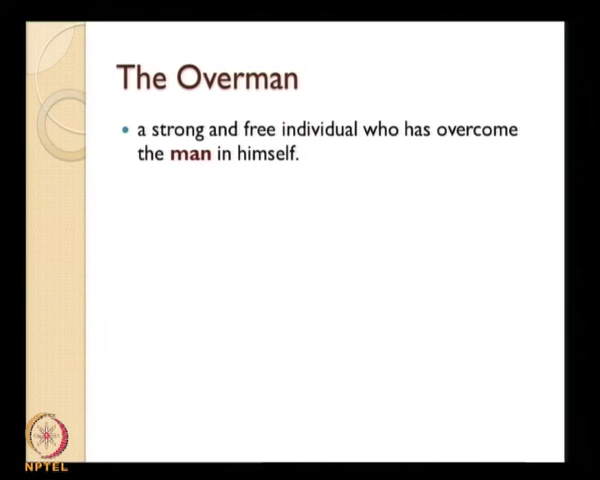 The Overman
a strong and free individual who has overcome
the man in himself.
NPTEL